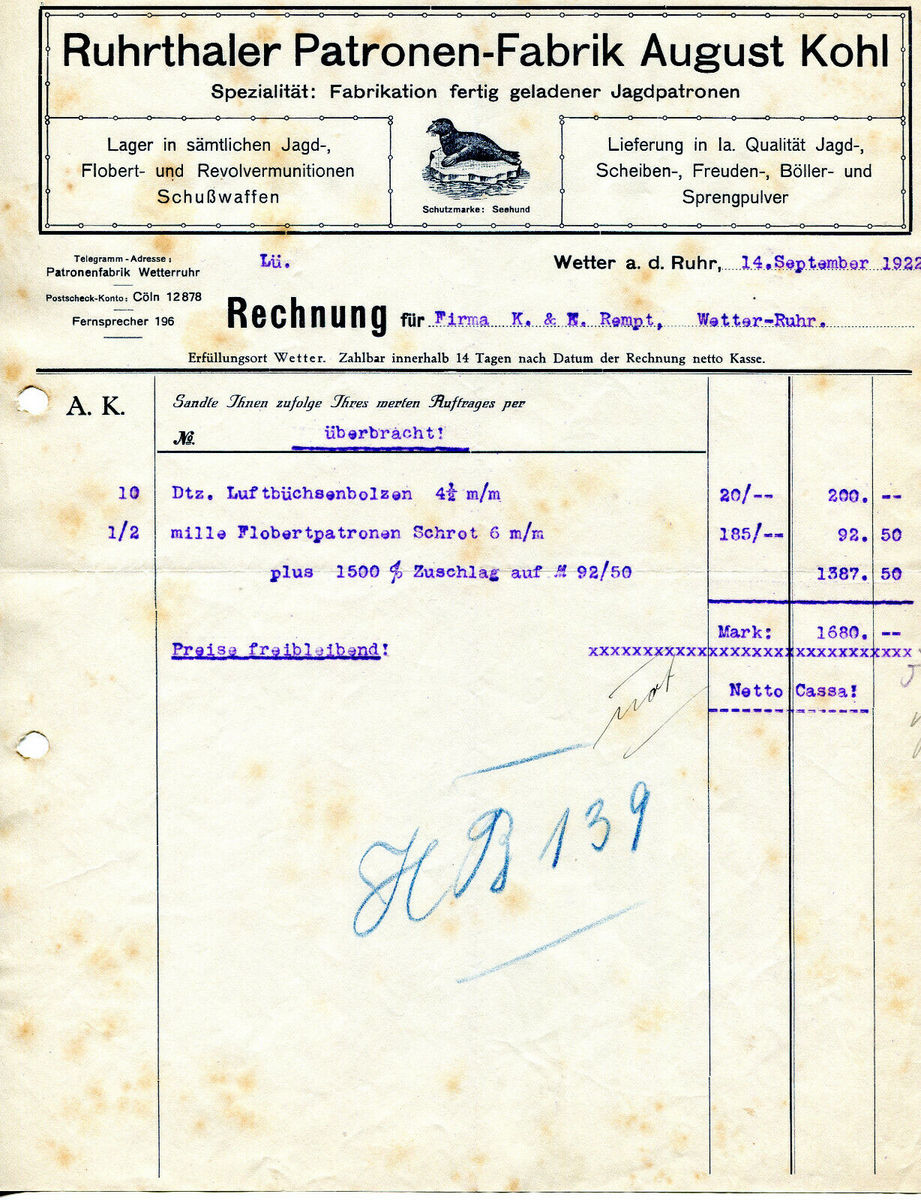 Ruhrthaler Patronen-Fabrik August Kohl
Spezialität: Fabrikation fertig geladener Jagdpatronen
Lager in sämtlichen Jagd-,
Flobert- und Revolvermunitionen
Schußwaffen
Schutzmarke: Seehund
Lieferung in Ia. Qualität Jagd-,
Scheiben-, Freuden-, Böller- und
Sprengpulver
Telegramm-Adresse:
Patronenfabrik Wetterruhr
Postscheck-Konto: Cöln 12878
Fernsprecher 196
Lü.
Wetter a. d. Ruhr, 14.September 1922
Rechnung für Firma K. & W. Rempt, Wetter-Ruhr.
Erfüllungsort Wetter. Zahlbar innerhalb 14 Tagen nach Datum der Rechnung netto Kasse.
A. K.
Sandte Ihnen zufolge Ihres werten Auftrages per
No. überbracht!
10 Dtz. Luftbüchsenbolzen 4½ m/m 20/-- 200. --
1/2 mille Flobertpatronen Schrot 6 m/m 185/-- 92. 50
plus 1500 % Zuschlag auf M 92/50 1387. 50
Mark: 1680. --
Preise freibleibend!
xxxxxxxxxxxxxxxxxxxxxxxxxxxxxxxx
Netto Cassa!
HB 139